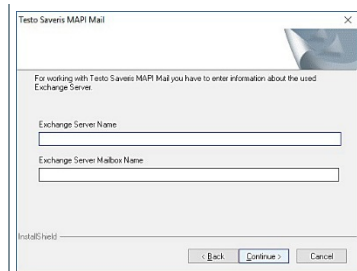 Testo Saveris MAPI Mail
For working with Testo Saveris MAPI Mail you have to enter information about the used
Exchange Server.
Exchange Server Name
Exchange Server Mailbox Name
InstallShield
< Back
Continue >
Cancel